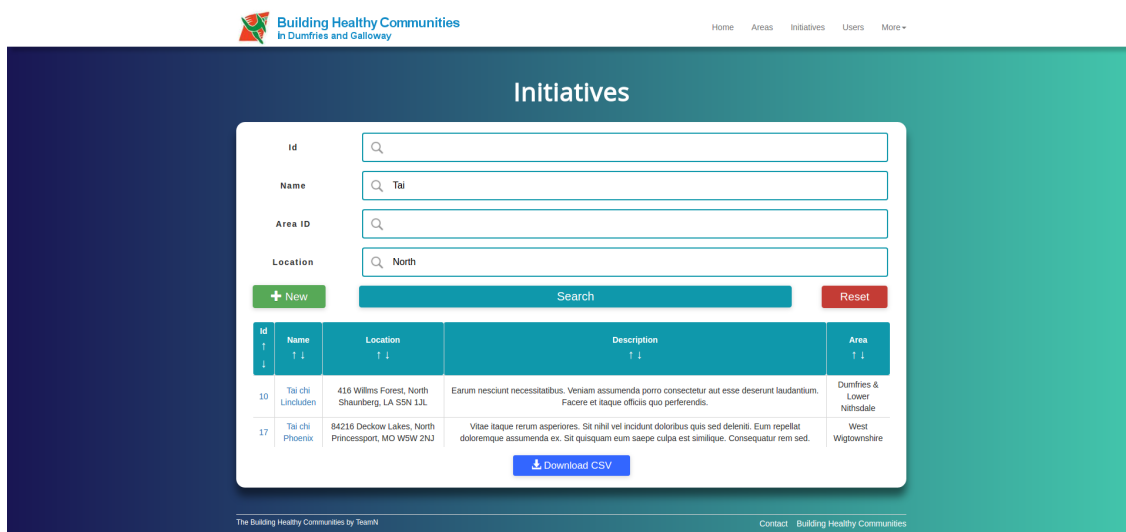 Building Healthy Communities
in Dumfries and Galloway
Home Areas Initiatives Users More
Initiatives
Id
Name Tai
Area ID
Location North
New Search Reset
Id ↑ ↓
Name ↑ ↓
Location ↑ ↓
Description ↑ ↓
Area ↑ ↓
10
Tai chi
Lincluden
416 Willms Forest, North
Shaunberg, LA S5N 1JL
Earum nesciunt necessitatibus. Veniam assumenda porro consectetur aut esse deserunt laudantium.
Facere et itaque officiis quo perferendis.
Dumfries &
Lower
Nithsdale
17
Tai chi
Phoenix
84216 Deckow Lakes, North
Princessport, MO W5W 2NJ
Vitae itaque rerum asperiores. Sit nihil vel incidunt doloribus quis sed deleniti. Eum repellat
doloremque assumenda ex. Sit quisquam eum saepe culpa est similique. Consequatur rem sed.
West
Wigtownshire
Download CSV
The Building Healthy Communities by TeamN
Contact Building Healthy Communities